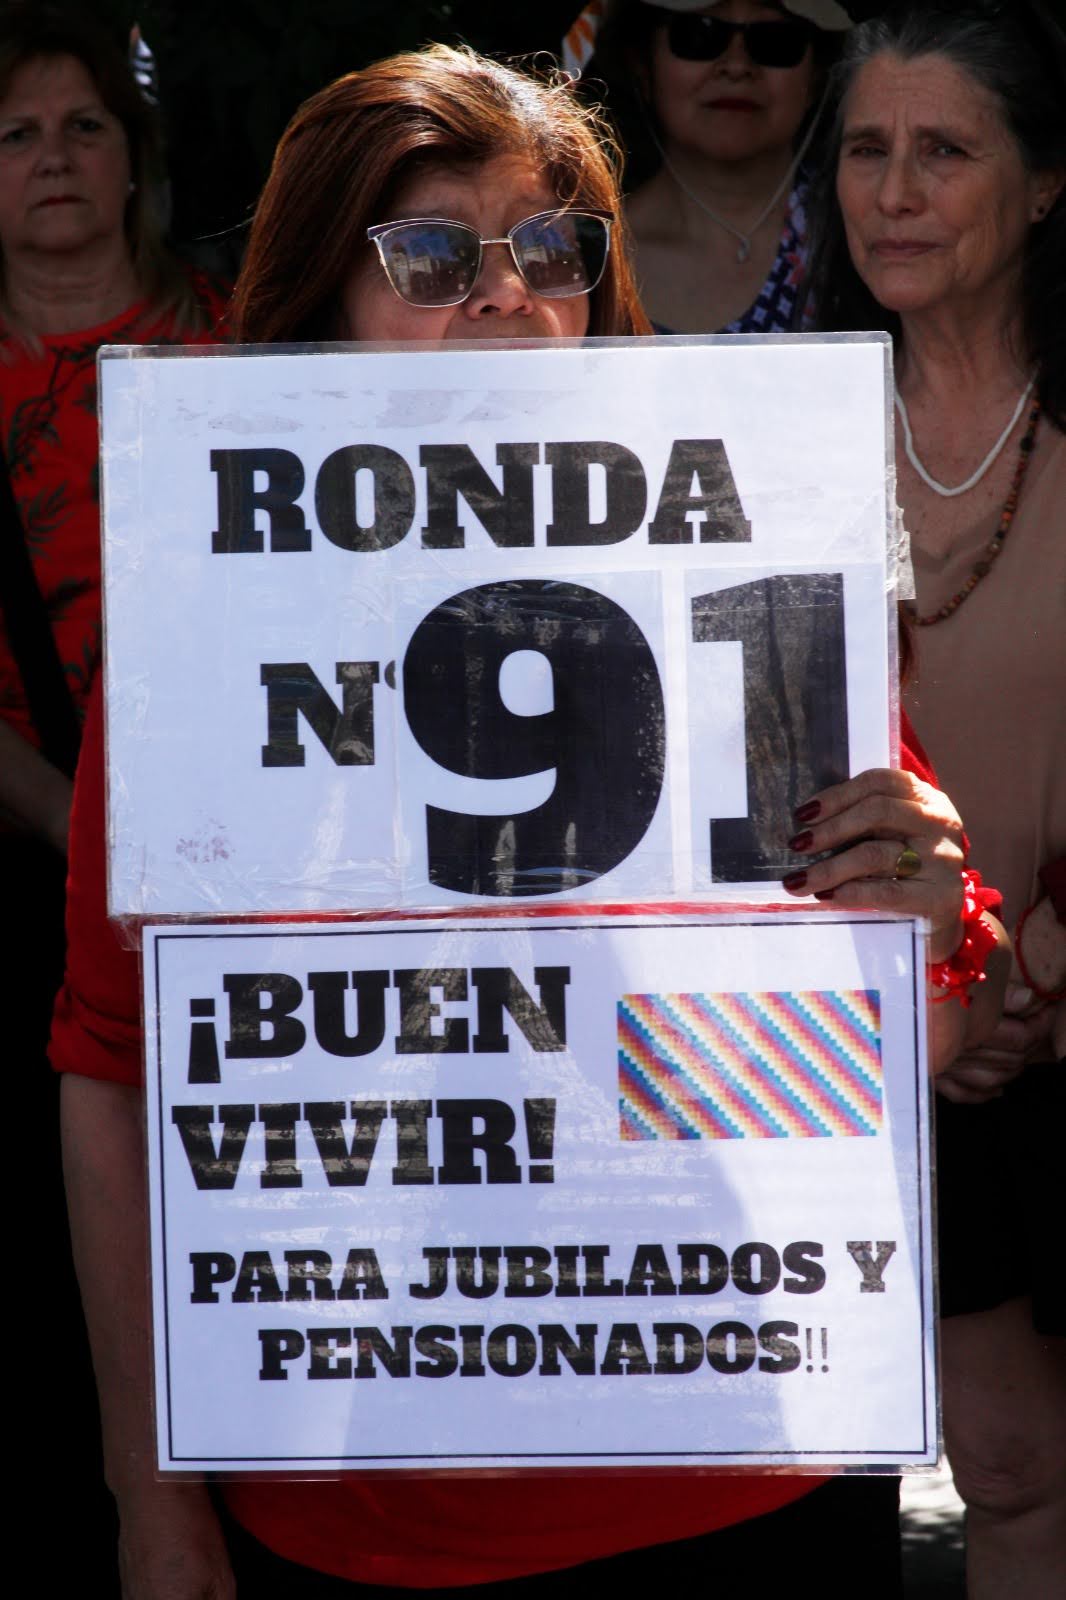 RONDA
N° 91
¡BUEN
VIVIR!
PARA JUBILADOS Y
PENSIONADOS!!